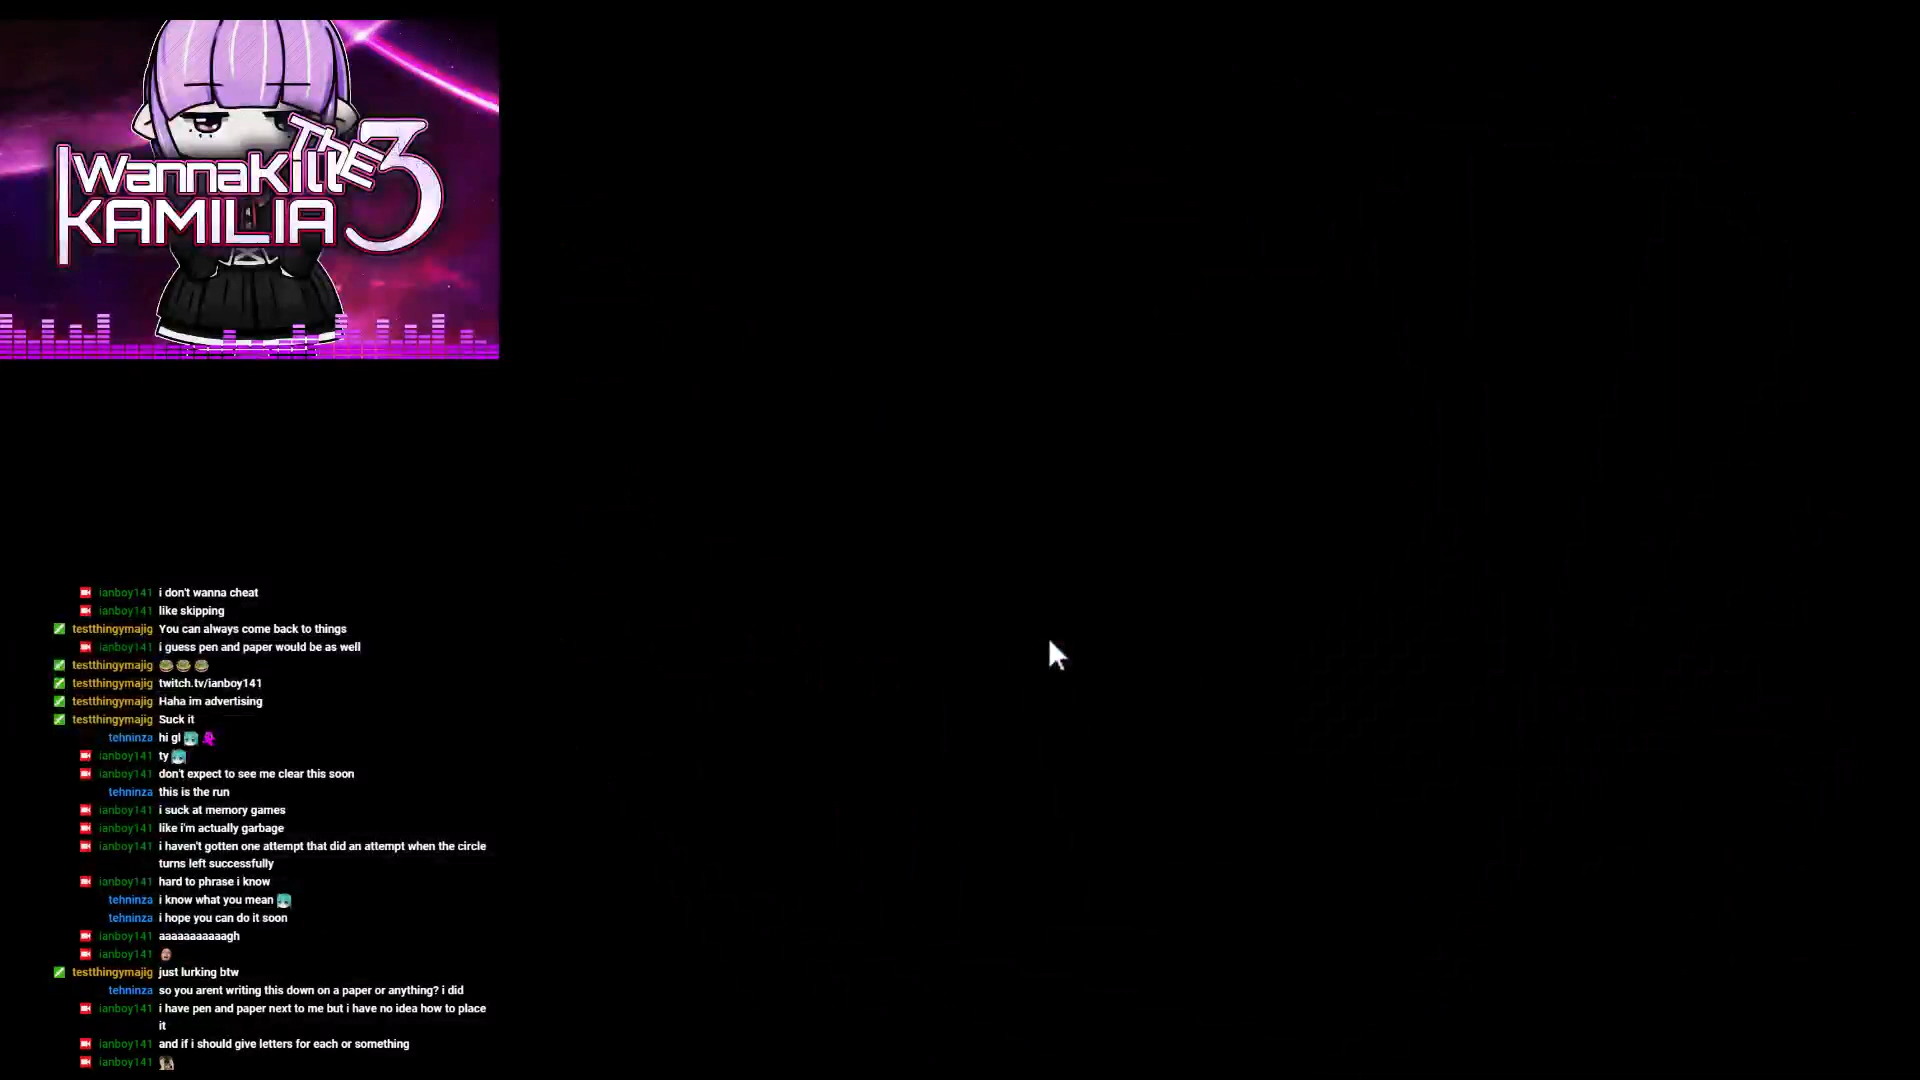 I Wanna Kill The
KAMILIA 3
ianboy141 i don't wanna cheat
ianboy141 like skipping
testthingymajig You can always come back to things
ianboy141 i guess pen and paper would be as well
testthingymajig
testthingymajig twitch.tv/ianboy141
testthingymajig Haha im advertising
testthingymajig Suck it
tehninza hi gl
ianboy141 ty
ianboy141 don't expect to see me clear this soon
tehninza this is the run
ianboy141 i suck at memory games
ianboy141 like i'm actually garbage
ianboy141 i haven't gotten one attempt that did an attempt when the circle
turns left successfully
ianboy141 hard to phrase i know
tehninza i know what you mean
tehninza i hope you can do it soon
ianboy141 aaaaaaaaaaagh
ianboy141
testthingymajig just lurking btw
tehninza so you arent writing this down on a paper or anything? i did
ianboy141 i have pen and paper next to me but i have no idea how to place
it
ianboy141 and if i should give letters for each or something
ianboy141